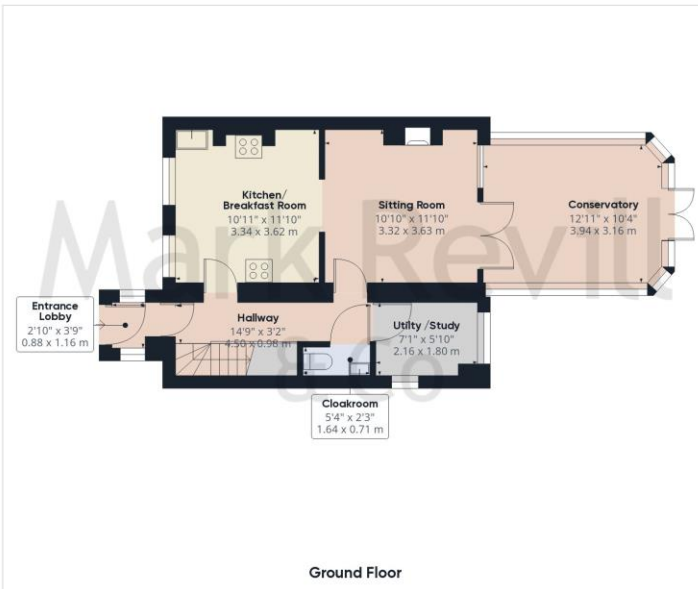 Kitchen/
Breakfast Room
10'11" x 11'10"
3.34 x 3.62 m
Sitting Room
10'10" x 11'10"
3.32 x 3.63 m
Conservatory
12'11" x 10'4"
3.94 x 3.16 m
Mark Revill
& Co
Entrance
Lobby
2'10" x 3'9"
0.88 x 1.16 m
Hallway
14'9" x 3'2"
4.50 x 0.98 m
Utility /Study
7'1" x 5'10"
2.16 x 1.80 m
Cloakroom
5'4" x 2'3"
1.64 x 0.71 m
Ground Floor